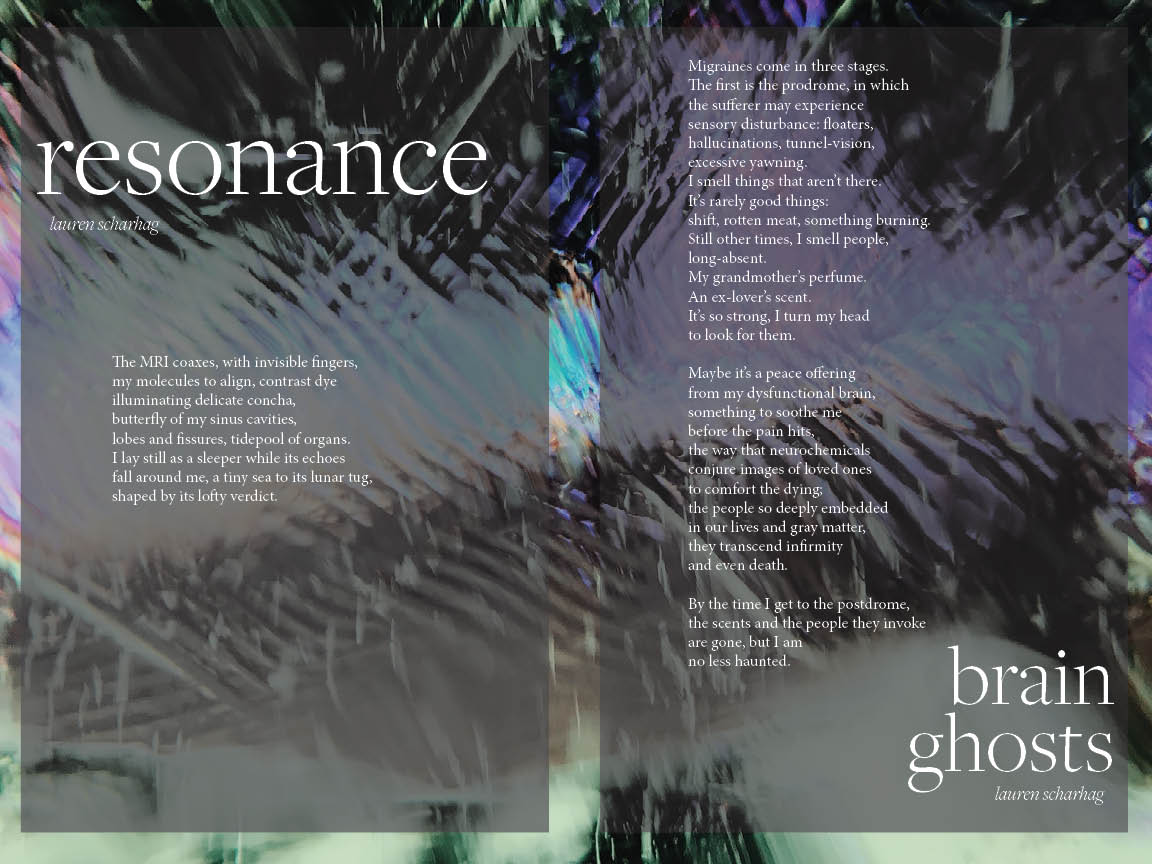 resonance
lauren scharhag
The MRI coaxes, with invisible fingers,
my molecules to align, contrast dye
illuminating delicate concha,
butterfly of my sinus cavities,
lobes and fissures, tidepool of organs.
I lay still as a sleeper while its echoes
fall around me, a tiny sea to its lunar tug,
shaped by its lofty verdict.
Migraines come in three stages.
The first is the prodrome, in which
the sufferer may experience
sensory disturbance: floaters,
hallucinations, tunnel-vision,
excessive yawning.
I smell things that aren’t there.
It’s rarely good things:
shift, rotten meat, something burning.
Still other times, I smell people,
long-absent.
My grandmother’s perfume.
An ex-lover’s scent.
It’s so strong, I turn my head
to look for them.
Maybe it’s a peace offering
from my dysfunctional brain,
something to soothe me
before the pain hits,
the way that neurochemicals
conjure images of loved ones
to comfort the dying;
the people so deeply embedded
in our lives and gray matter,
they transcend infirmity
and even death.
By the time I get to the postdrome,
the scents and the people they invoke
are gone, but I am
no less haunted.
brain
ghosts
lauren scharhag